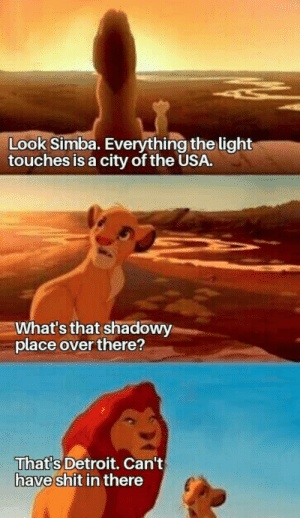 Look Simba. Everything the light
touches is a city of the USA.
What's that shadowy
place over there?
That's Detroit. Can't
have shit in there